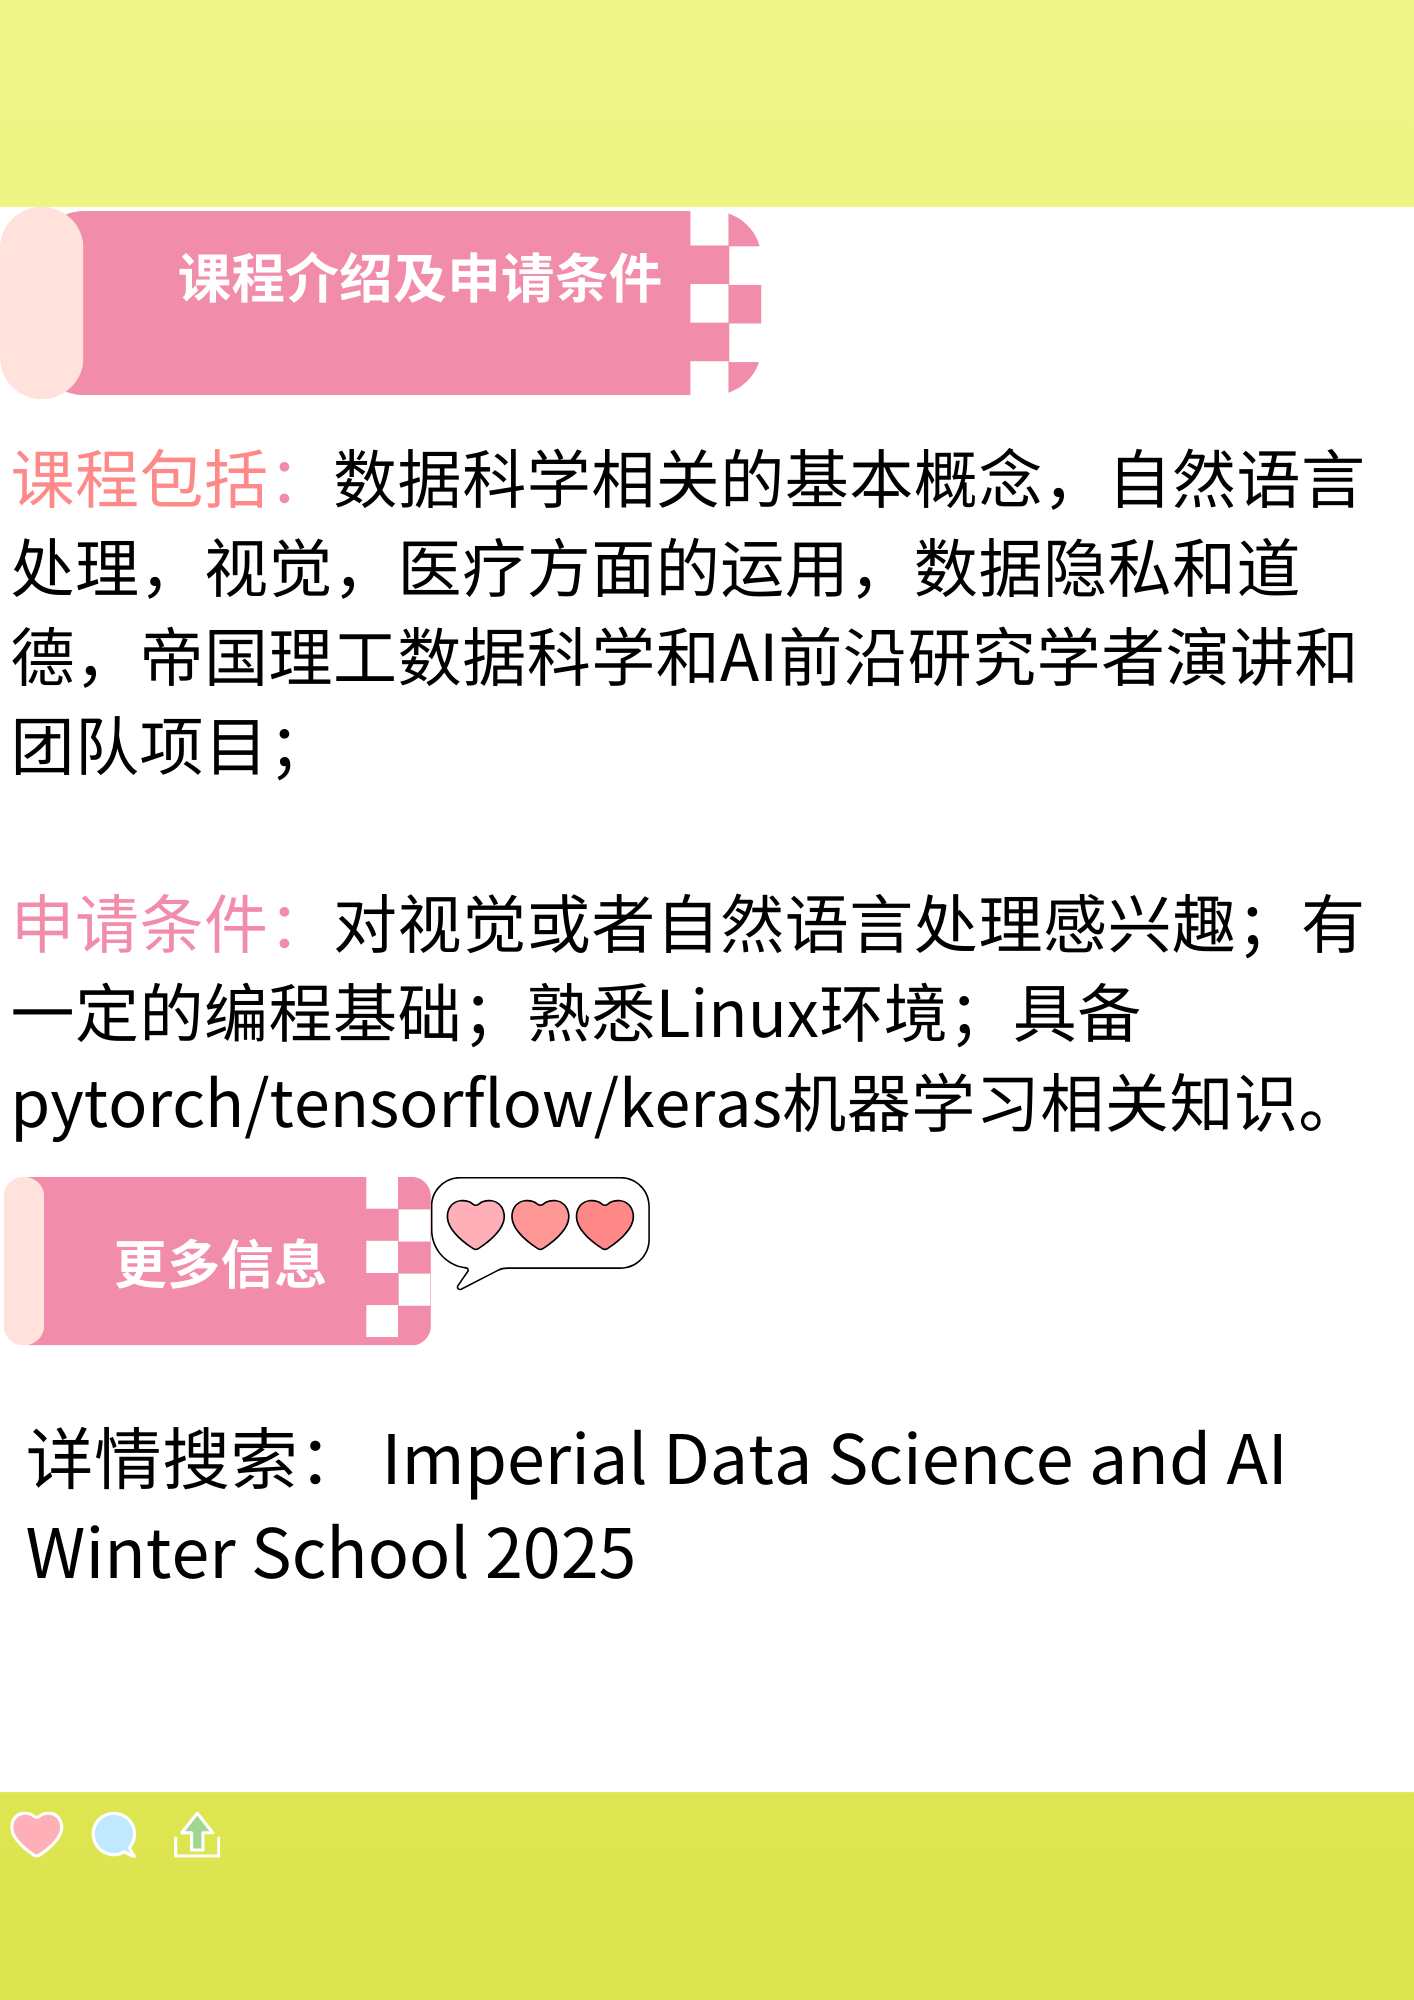 课程介绍及申请条件
课程包括：数据科学相关的基本概念，自然语言
处理，视觉，医疗方面的运用，数据隐私和道
德，帝国理工数据科学和AI前沿研究学者演讲和
团队项目；
申请条件：对视觉或者自然语言处理感兴趣；有
一定的编程基础；熟悉Linux环境；具备
pytorch/tensorflow/keras机器学习相关知识。
更多信息
详情搜索： Imperial Data Science and AI
Winter School 2025